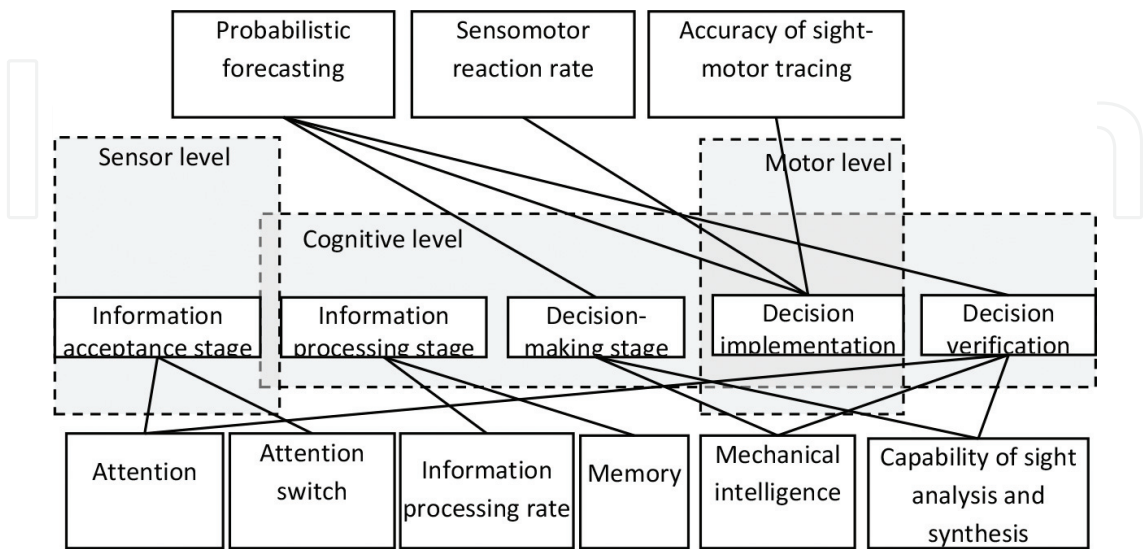 Probabilistic
forecasting
Sensomotor
reaction rate
Accuracy of sight-
motor tracing
Sensor level
Motor level
Cognitive level
Information
acceptance stage
Information
processing stage
Decision-
making stage
Decision
implementation
Decision
verification
Attention
Attention
switch
Information
processing rate
Memory
Mechanical
intelligence
Capability of sight
analysis and
synthesis